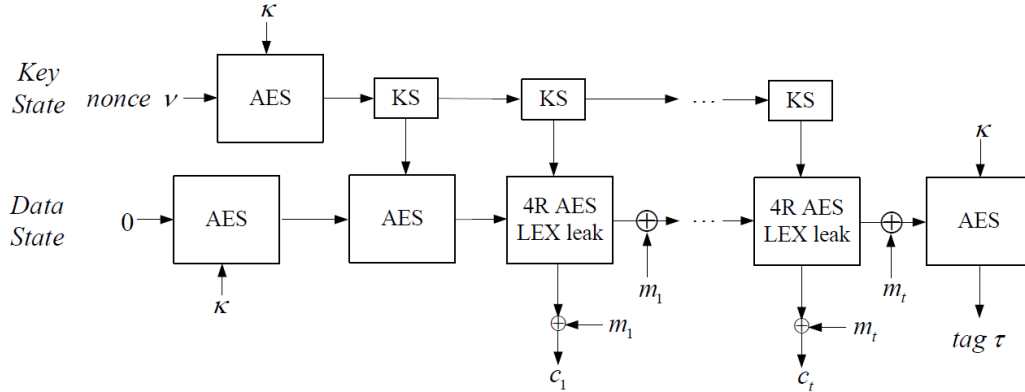 κ
Key State
nonce ν
AES
KS
KS
...
KS
κ
Data State
0
AES
AES
4R AES
LEX leak
⊕
...
4R AES
LEX leak
⊕
AES
κ
m₁
mₜ
⊕
m₁
⊕
mₜ
tag τ
c₁
cₜ